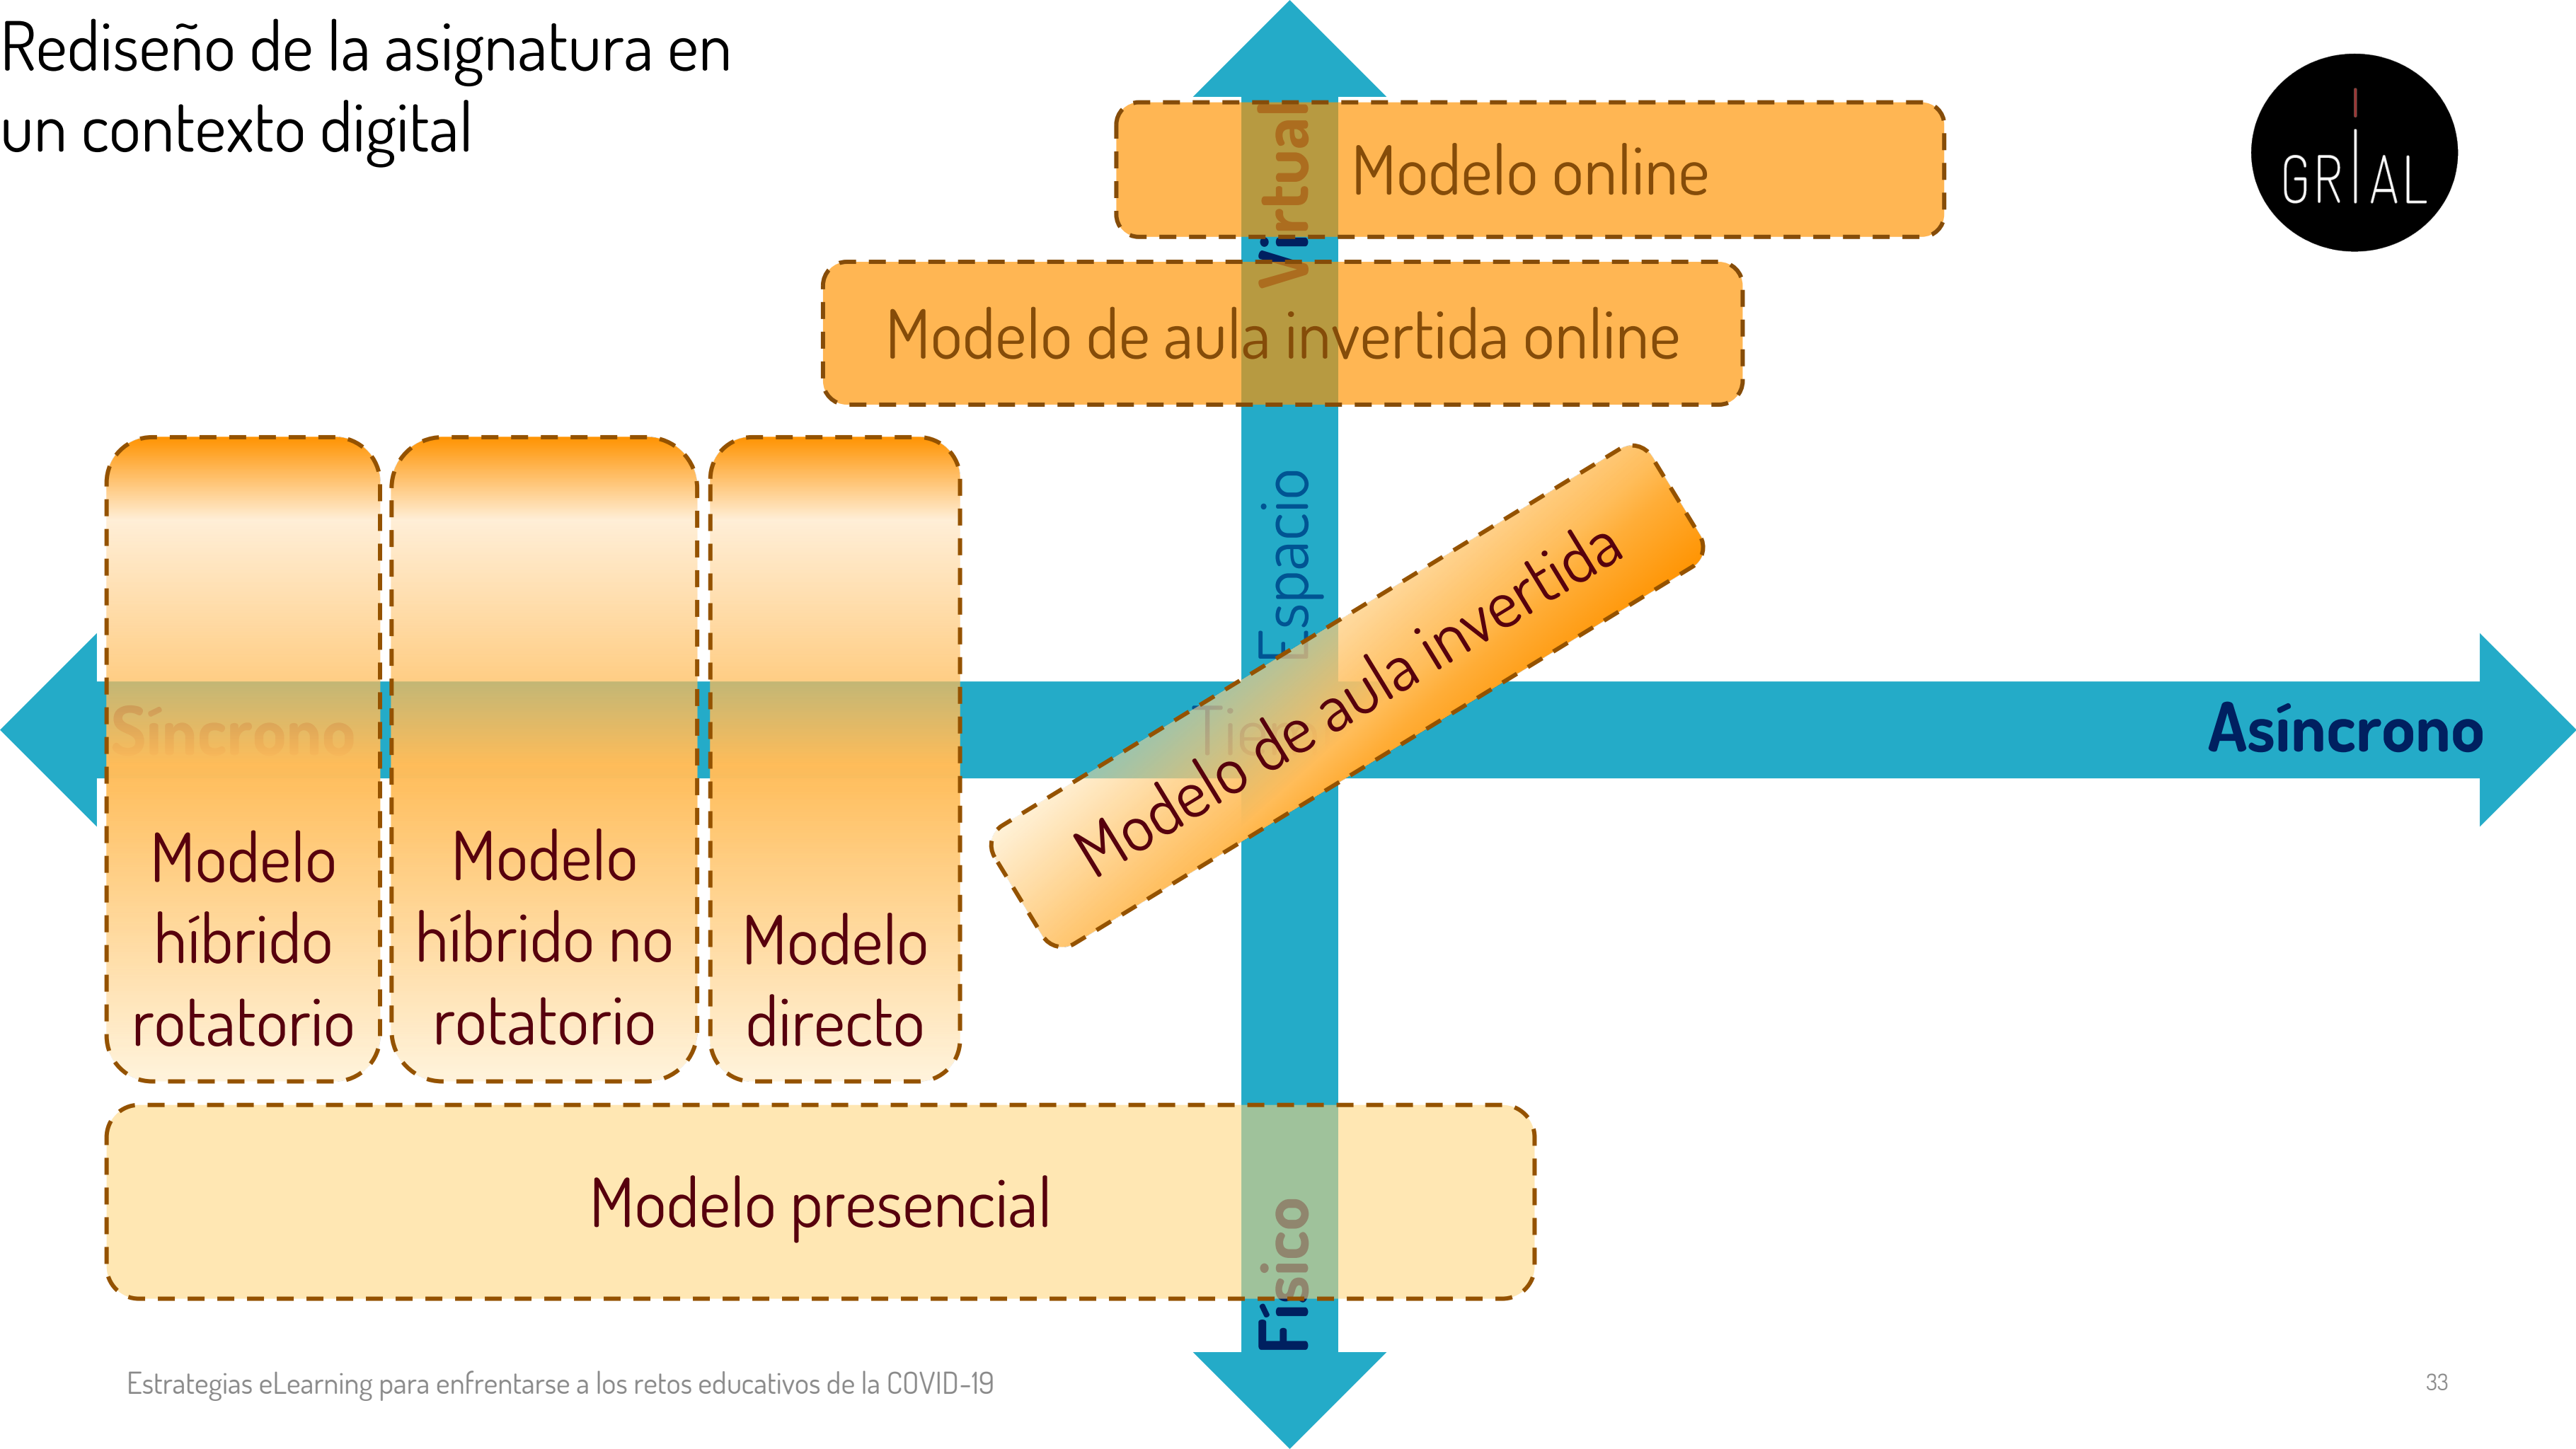 Rediseño de la asignatura en
un contexto digital
GRIAL
Virtual
Modelo online
Modelo de aula invertida online
Espacio
Modelo de aula invertida
Síncrono
Asíncrono
Modelo
híbrido
rotatorio
Modelo
híbrido no
rotatorio
Modelo
directo
Modelo presencial
Físico
Estrategias eLearning para enfrentarse a los retos educativos de la COVID-19
33